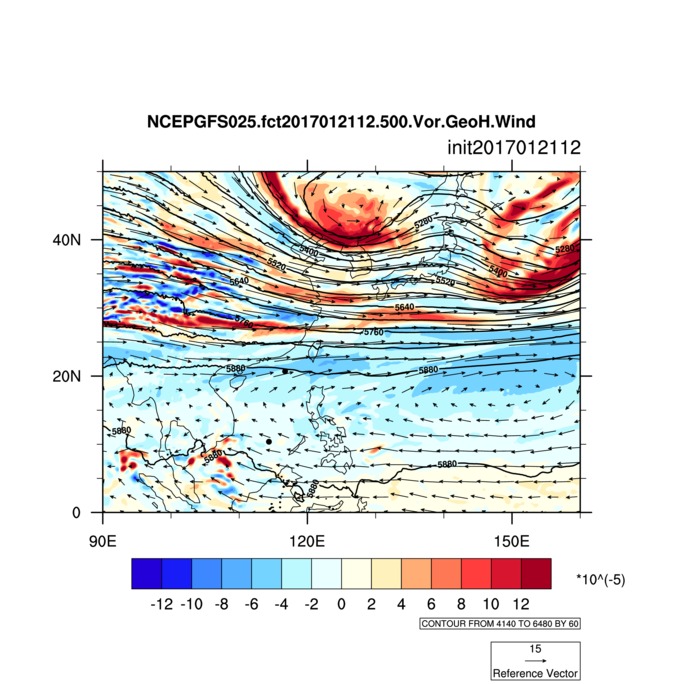 NCEPGFS025.fct2017012112.500.Vor.GeoH.Wind
init2017012112
5280
5400
5280
5520
5400
5520
5640
5640
5760
5760
5880
5880
5880
5880
5880
5880
40N
20N
0
90E 120E 150E
-12 -10 -8 -6 -4 -2 0 2 4 6 8 10 12
*10^(-5)
CONTOUR FROM 4140 TO 6480 BY 60
15
Reference Vector